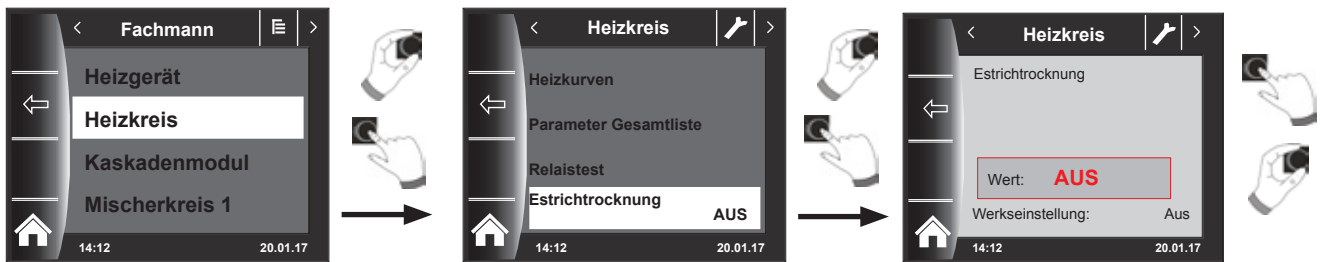 Fachmann
Heizgerät
Heizkreis
Kaskadenmodul
Mischerkreis 1
14:12 20.01.17
Heizkreis
Heizkurven
Parameter Gesamtliste
Relaistest
Estrichtrocknung
AUS
14:12 20.01.17
Heizkreis
Estrichtrocknung
Wert: AUS
Werkseinstellung: Aus
14:12 20.01.17